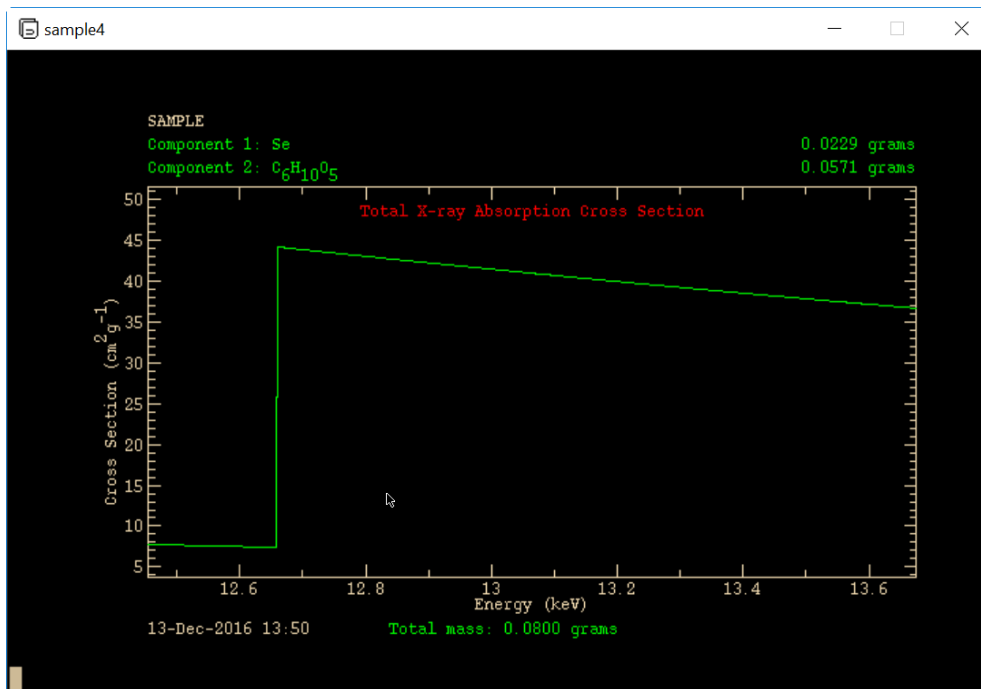 sample4
SAMPLE
Component 1: Se 0.0229 grams
Component 2: C6H10O5 0.0571 grams
Total X-ray Absorption Cross Section
50
45
40
35
30
25
20
15
10
5
Cross Section (cm2g-1)
12.6 12.8 13 13.2 13.4 13.6
Energy (keV)
13-Dec-2016 13:50 Total mass: 0.0800 grams